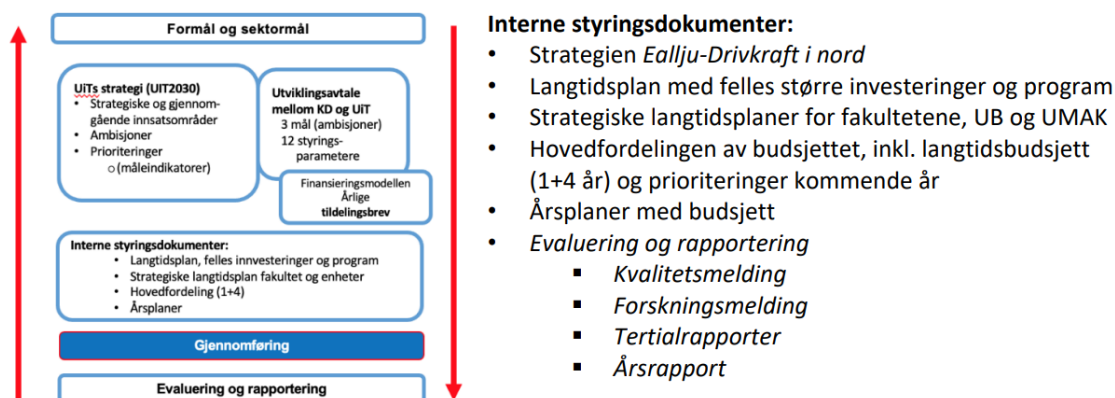 Formål og sektormål
UiTs strategi (UIT2030)
• Strategiske og gjennom-
gående innsatsområder
• Ambisjoner
• Prioriteringer
o (måleindikatorer)
Utviklingsavtale
mellom KD og UiT
3 mål (ambisjoner)
12 styrings-
parametere
Finansieringsmodellen
Årlige
tildelingsbrev
Interne styringsdokumenter:
• Langtidsplan, felles innvesteringer og program
• Strategiske langtidsplan fakultet og enheter
• Hovedfordeling (1+4)
• Årsplaner
Gjennomføring
Evaluering og rapportering
Interne styringsdokumenter:
• Strategien Eallju-Drivkraft i nord
• Langtidsplan med felles større investeringer og program
• Strategiske langtidsplaner for fakultetene, UB og UMAK
• Hovedfordelingen av budsjettet, inkl. langtidsbudsjett
(1+4 år) og prioriteringer kommende år
• Årsplaner med budsjett
• Evaluering og rapportering
▪ Kvalitetsmelding
▪ Forskningsmelding
▪ Tertialrapporter
▪ Årsrapport